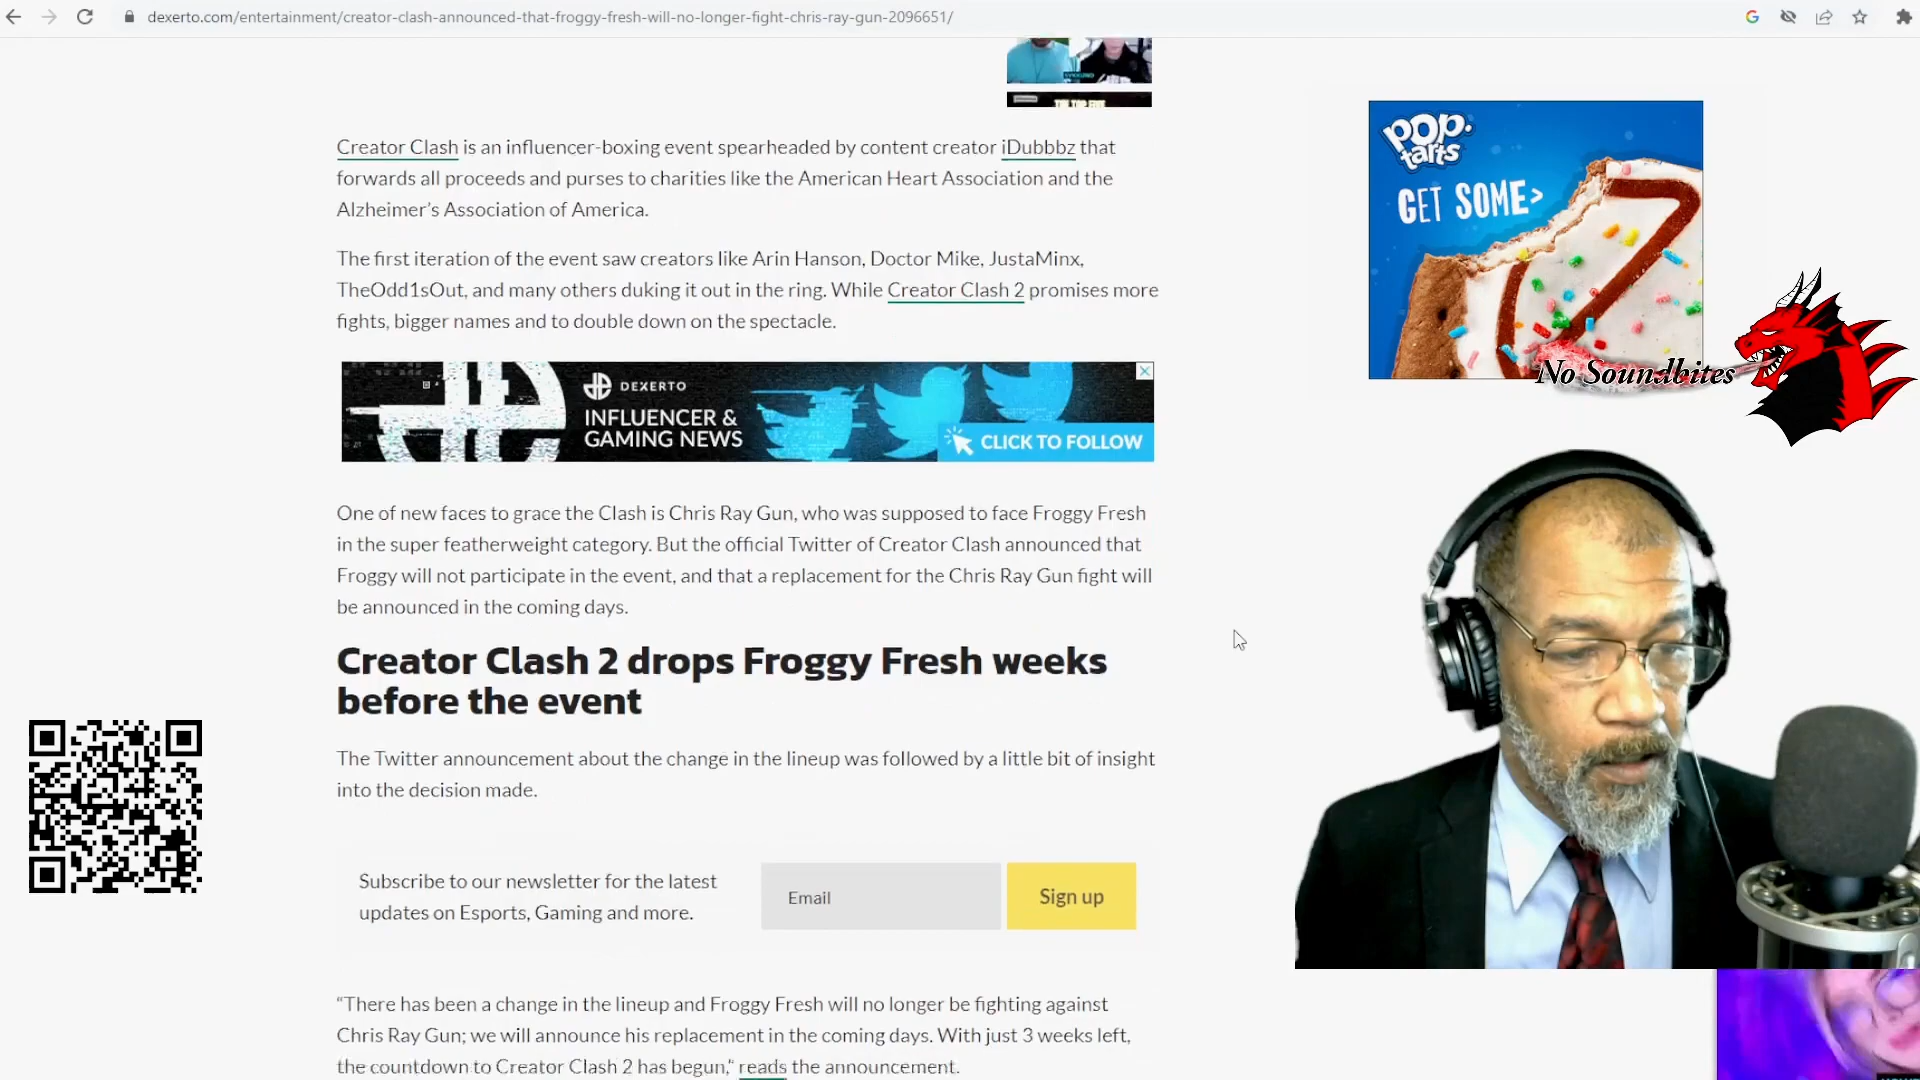 dexerto.com/entertainment/creator-clash-announced-that-froggy-fresh-will-no-longer-fight-chris-ray-gun-2096651/
Creator Clash is an influencer-boxing event spearheaded by content creator iDubbbz that
forwards all proceeds and purses to charities like the American Heart Association and the
Alzheimer's Association of America.
The first iteration of the event saw creators like Arin Hanson, Doctor Mike, JustaMinx,
TheOdd1sOut, and many others duking it out in the ring. While Creator Clash 2 promises more
fights, bigger names and to double down on the spectacle.
DEXERTO
INFLUENCER &
GAMING NEWS
CLICK TO FOLLOW
One of new faces to grace the Clash is Chris Ray Gun, who was supposed to face Froggy Fresh
in the super featherweight category. But the official Twitter of Creator Clash announced that
Froggy will not participate in the event, and that a replacement for the Chris Ray Gun fight will
be announced in the coming days.
Creator Clash 2 drops Froggy Fresh weeks
before the event
The Twitter announcement about the change in the lineup was followed by a little bit of insight
into the decision made.
Subscribe to our newsletter for the latest
updates on Esports, Gaming and more.
Email
Sign up
“There has been a change in the lineup and Froggy Fresh will no longer be fighting against
Chris Ray Gun; we will announce his replacement in the coming days. With just 3 weeks left,
the countdown to Creator Clash 2 has begun,“ reads the announcement.
pop.
tarts
GET SOME>
No Soundbites